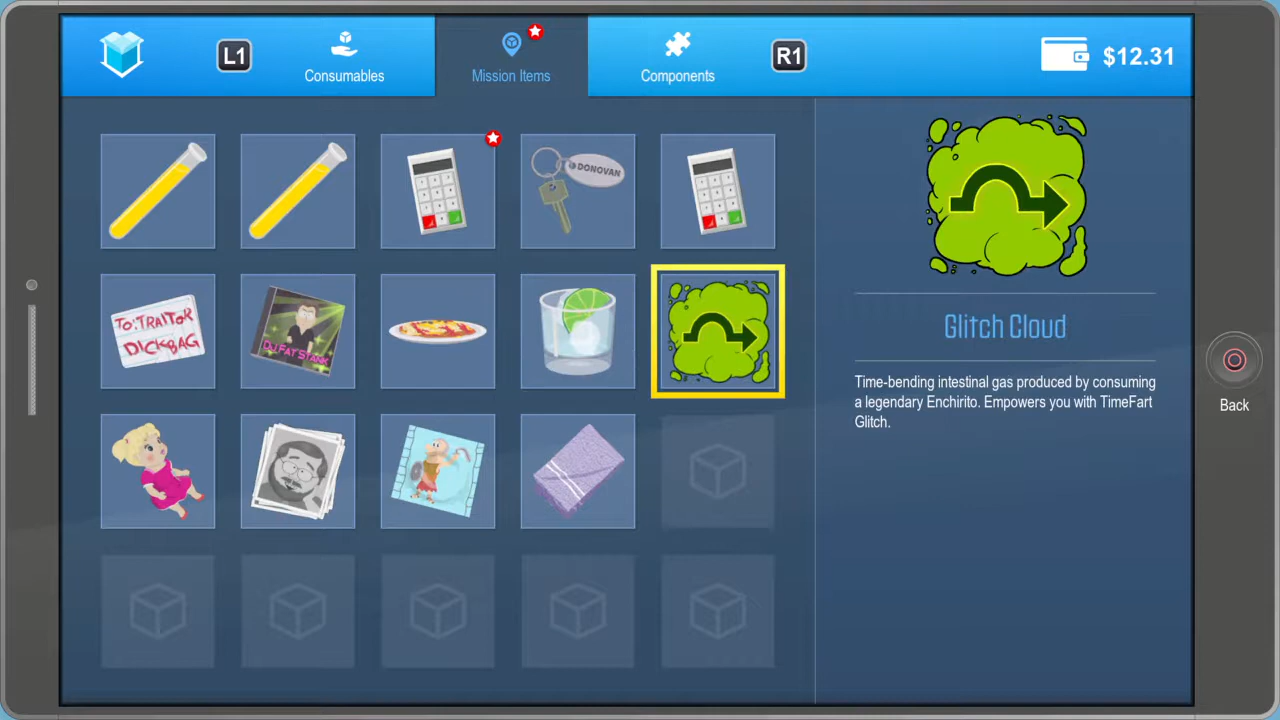 L1
Consumables
Mission Items
Components
R1
$12.31
DONOVAN
TO: TRAITOR
DICKBAG
DJ FAT STANK
Glitch Cloud
Time-bending intestinal gas produced by consuming
a legendary Enchirito. Empowers you with TimeFart
Glitch.
Back